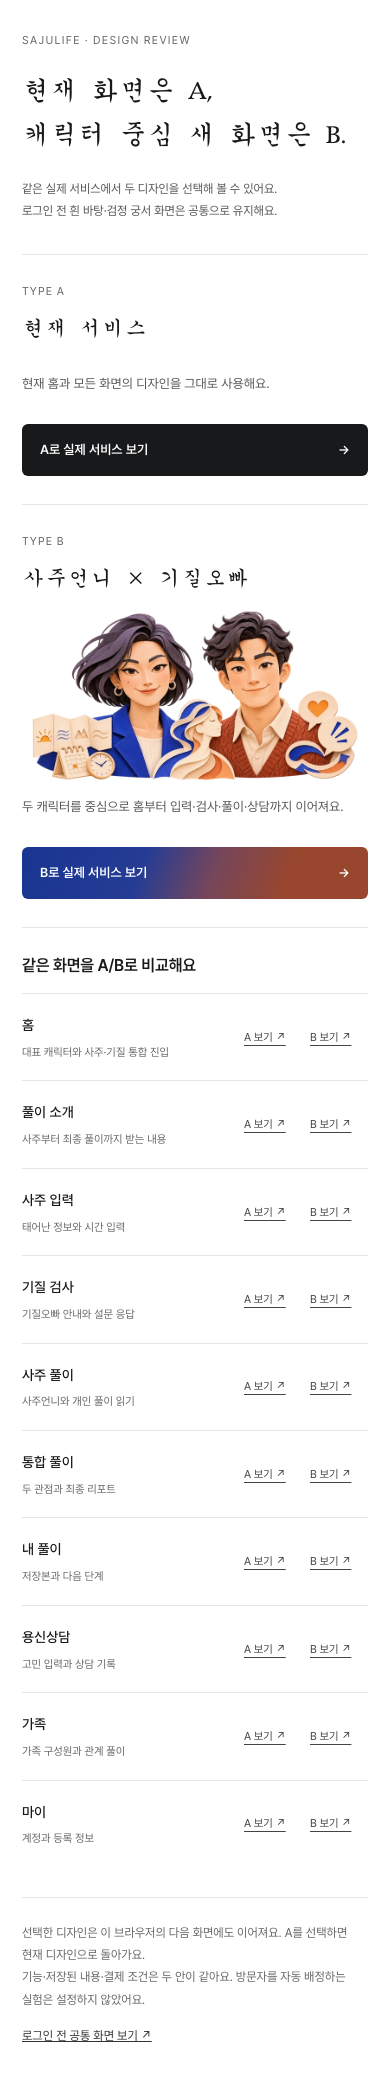 SAJULIFE · DESIGN REVIEW
현재 화면은 A,
캐릭터 중심 새 화면은 B.
같은 실제 서비스에서 두 디자인을 선택해 볼 수 있어요.
로그인 전 흰 바탕·검정 궁서 화면은 공통으로 유지해요.
TYPE A
현재 서비스
현재 홈과 모든 화면의 디자인을 그대로 사용해요.
A로 실제 서비스 보기 →
TYPE B
사주언니 × 기질오빠
두 캐릭터를 중심으로 홈부터 입력·검사·풀이·상담까지 이어져요.
B로 실제 서비스 보기 →
같은 화면을 A/B로 비교해요
홈
대표 캐릭터와 사주·기질 통합 진입
A 보기 ↗ B 보기 ↗
풀이 소개
사주부터 최종 풀이까지 받는 내용
A 보기 ↗ B 보기 ↗
사주 입력
태어난 정보와 시간 입력
A 보기 ↗ B 보기 ↗
기질 검사
기질오빠 안내와 설문 응답
A 보기 ↗ B 보기 ↗
사주 풀이
사주언니와 개인 풀이 읽기
A 보기 ↗ B 보기 ↗
통합 풀이
두 관점과 최종 리포트
A 보기 ↗ B 보기 ↗
내 풀이
저장본과 다음 단계
A 보기 ↗ B 보기 ↗
용신상담
고민 입력과 상담 기록
A 보기 ↗ B 보기 ↗
가족
가족 구성원과 관계 풀이
A 보기 ↗ B 보기 ↗
마이
계정과 등록 정보
A 보기 ↗ B 보기 ↗
선택한 디자인은 이 브라우저의 다음 화면에도 이어져요. A를 선택하면
현재 디자인으로 돌아가요.
기능·저장된 내용·결제 조건은 두 안이 같아요. 방문자를 자동 배정하는
실험은 설정하지 않았어요.
로그인 전 공통 화면 보기 ↗